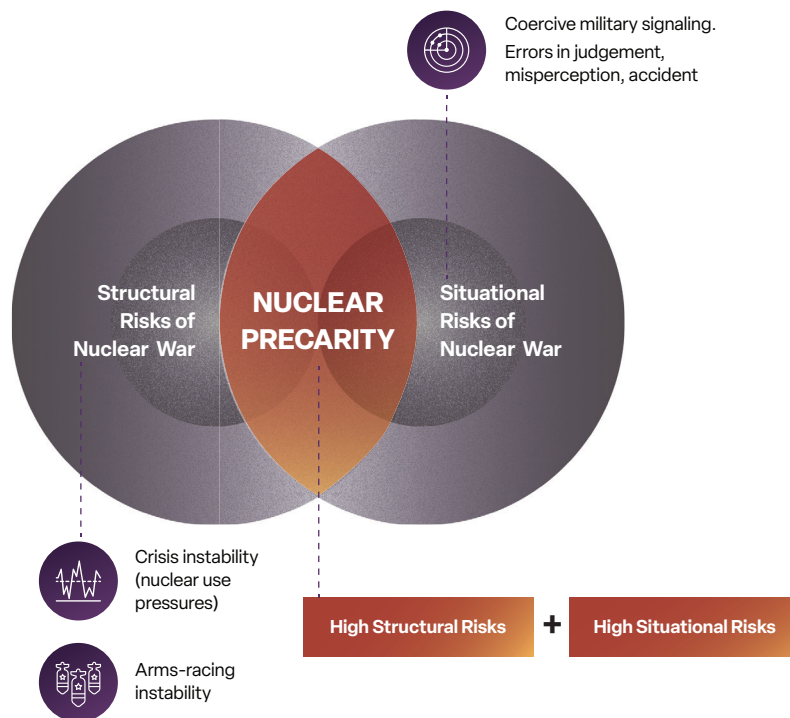 Coercive military signaling.
Errors in judgement,
misperception, accident
Structural
Risks of
Nuclear War
NUCLEAR
PRECARITY
Situational
Risks of
Nuclear War
Crisis instability
(nuclear use
pressures)
High Structural Risks + High Situational Risks
Arms-racing
instability